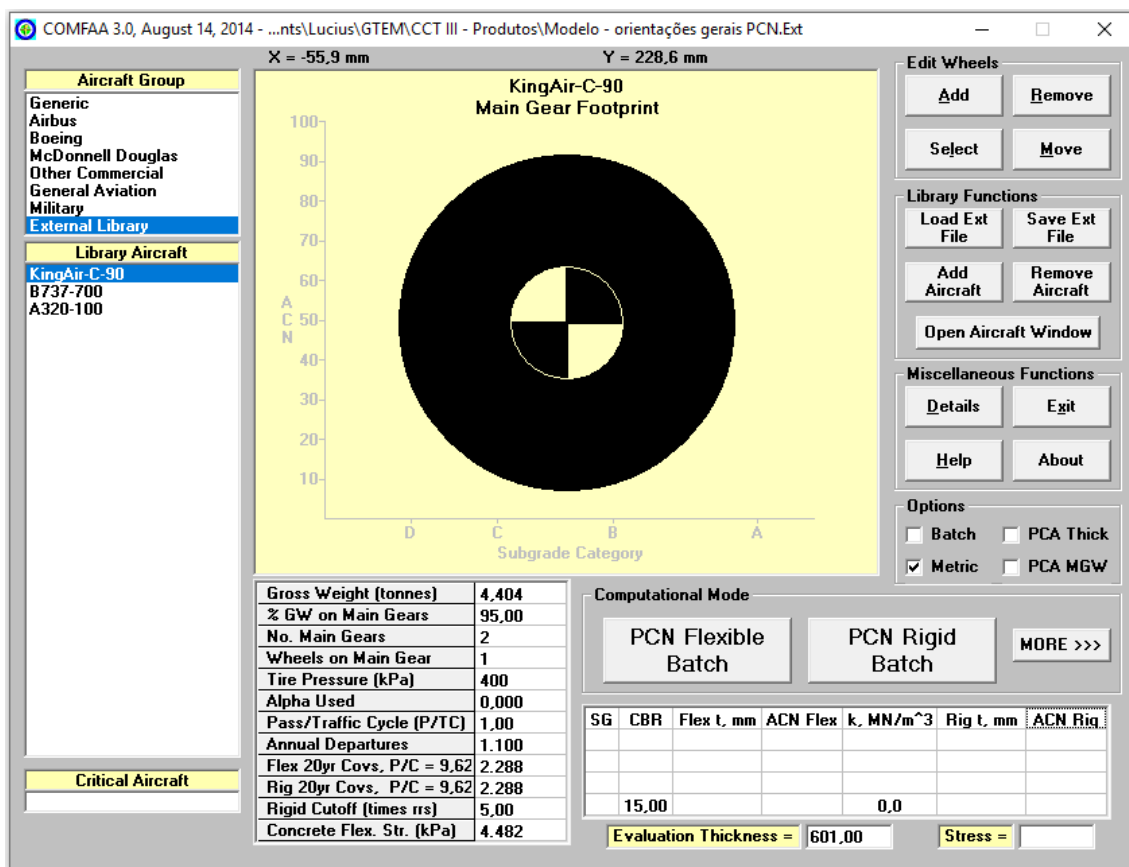 COMFAA 3.0, August 14, 2014 - ...nts\Lucius\GTEM\CCT III - Produtos\Modelo - orientações gerais PCN.Ext
X = -55,9 mm Y = 228,6 mm
Aircraft Group
Generic
Airbus
Boeing
McDonnell Douglas
Other Commercial
General Aviation
Military
External Library
Library Aircraft
KingAir-C-90
B737-700
A320-100
Critical Aircraft
KingAir-C-90
Main Gear Footprint
100
90
80
70
60
50
40
30
20
10
A
C
N
D C B A
Subgrade Category
Gross Weight (tonnes) 4,404
% GW on Main Gears 95,00
No. Main Gears 2
Wheels on Main Gear 1
Tire Pressure (kPa) 400
Alpha Used 0,000
Pass/Traffic Cycle (P/TC) 1,00
Annual Departures 1.100
Flex 20yr Covs, P/C = 9,62 2.288
Rig 20yr Covs, P/C = 9,62 2.288
Rigid Cutoff (times rrs) 5,00
Concrete Flex. Str. (kPa) 4.482
Edit Wheels
Add Remove
Select Move
Library Functions
Load Ext File Save Ext File
Add Aircraft Remove Aircraft
Open Aircraft Window
Miscellaneous Functions
Details Exit
Help About
Options
Batch PCA Thick
Metric PCA MGW
Computational Mode
PCN Flexible Batch PCN Rigid Batch MORE >>>
SG CBR Flex t, mm ACN Flex k, MN/m^3 Rig t, mm ACN Rig
15,00 0,0
Evaluation Thickness = 601,00 Stress =